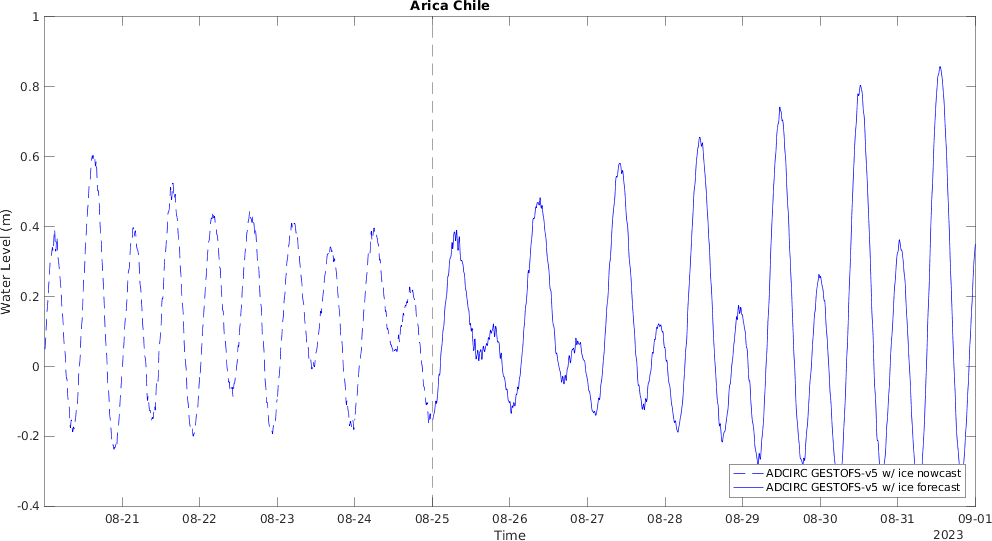 Arica Chile
Water Level (m)
1
0.8
0.6
0.4
0.2
0
-0.2
-0.4
ADCIRC GESTOFS-v5 w/ ice nowcast
ADCIRC GESTOFS-v5 w/ ice forecast
08-21 08-22 08-23 08-24 08-25 08-26 08-27 08-28 08-29 08-30 08-31 09-01
Time
2023